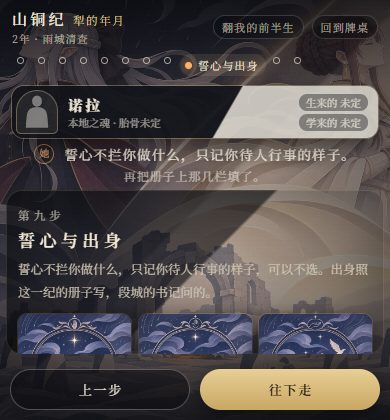 山铜纪 犁的年月
2年·雨城清查
翻我的前半生
回到牌桌
誓心与出身
诺拉
本地之魂·胎骨未定
生来的 未定
学来的 未定
她
誓心不拦你做什么，只记你待人行事的样子。
再把册子上那几栏填了。
第九步
誓心与出身
誓心不拦你做什么，只记你待人行事的样子，可以不选。出身照
这一纪的册子写，段城的书记问的。
上一步
往下走